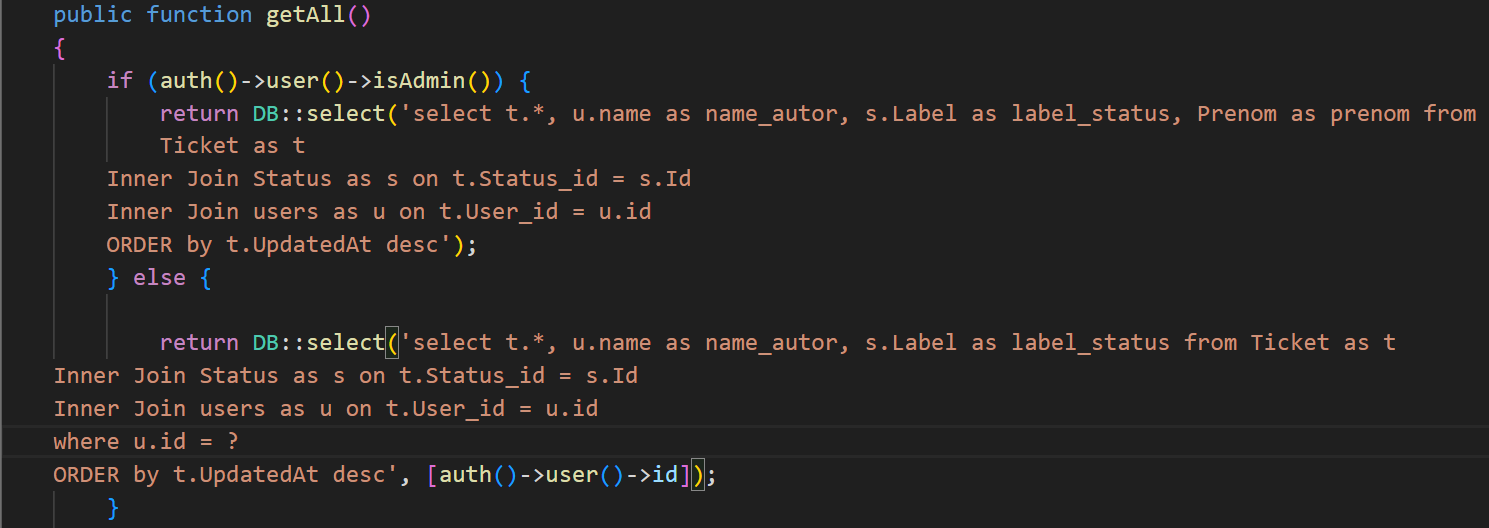 public function getAll()
{
if (auth()->user()->isAdmin()) {
return DB::select('select t.*, u.name as name_autor, s.Label as label_status, Prenom as prenom from
Ticket as t
Inner Join Status as s on t.Status_id = s.Id
Inner Join users as u on t.User_id = u.id
ORDER by t.UpdatedAt desc');
} else {
return DB::select('select t.*, u.name as name_autor, s.Label as label_status from Ticket as t
Inner Join Status as s on t.Status_id = s.Id
Inner Join users as u on t.User_id = u.id
where u.id = ?
ORDER by t.UpdatedAt desc', [auth()->user()->id]);
}